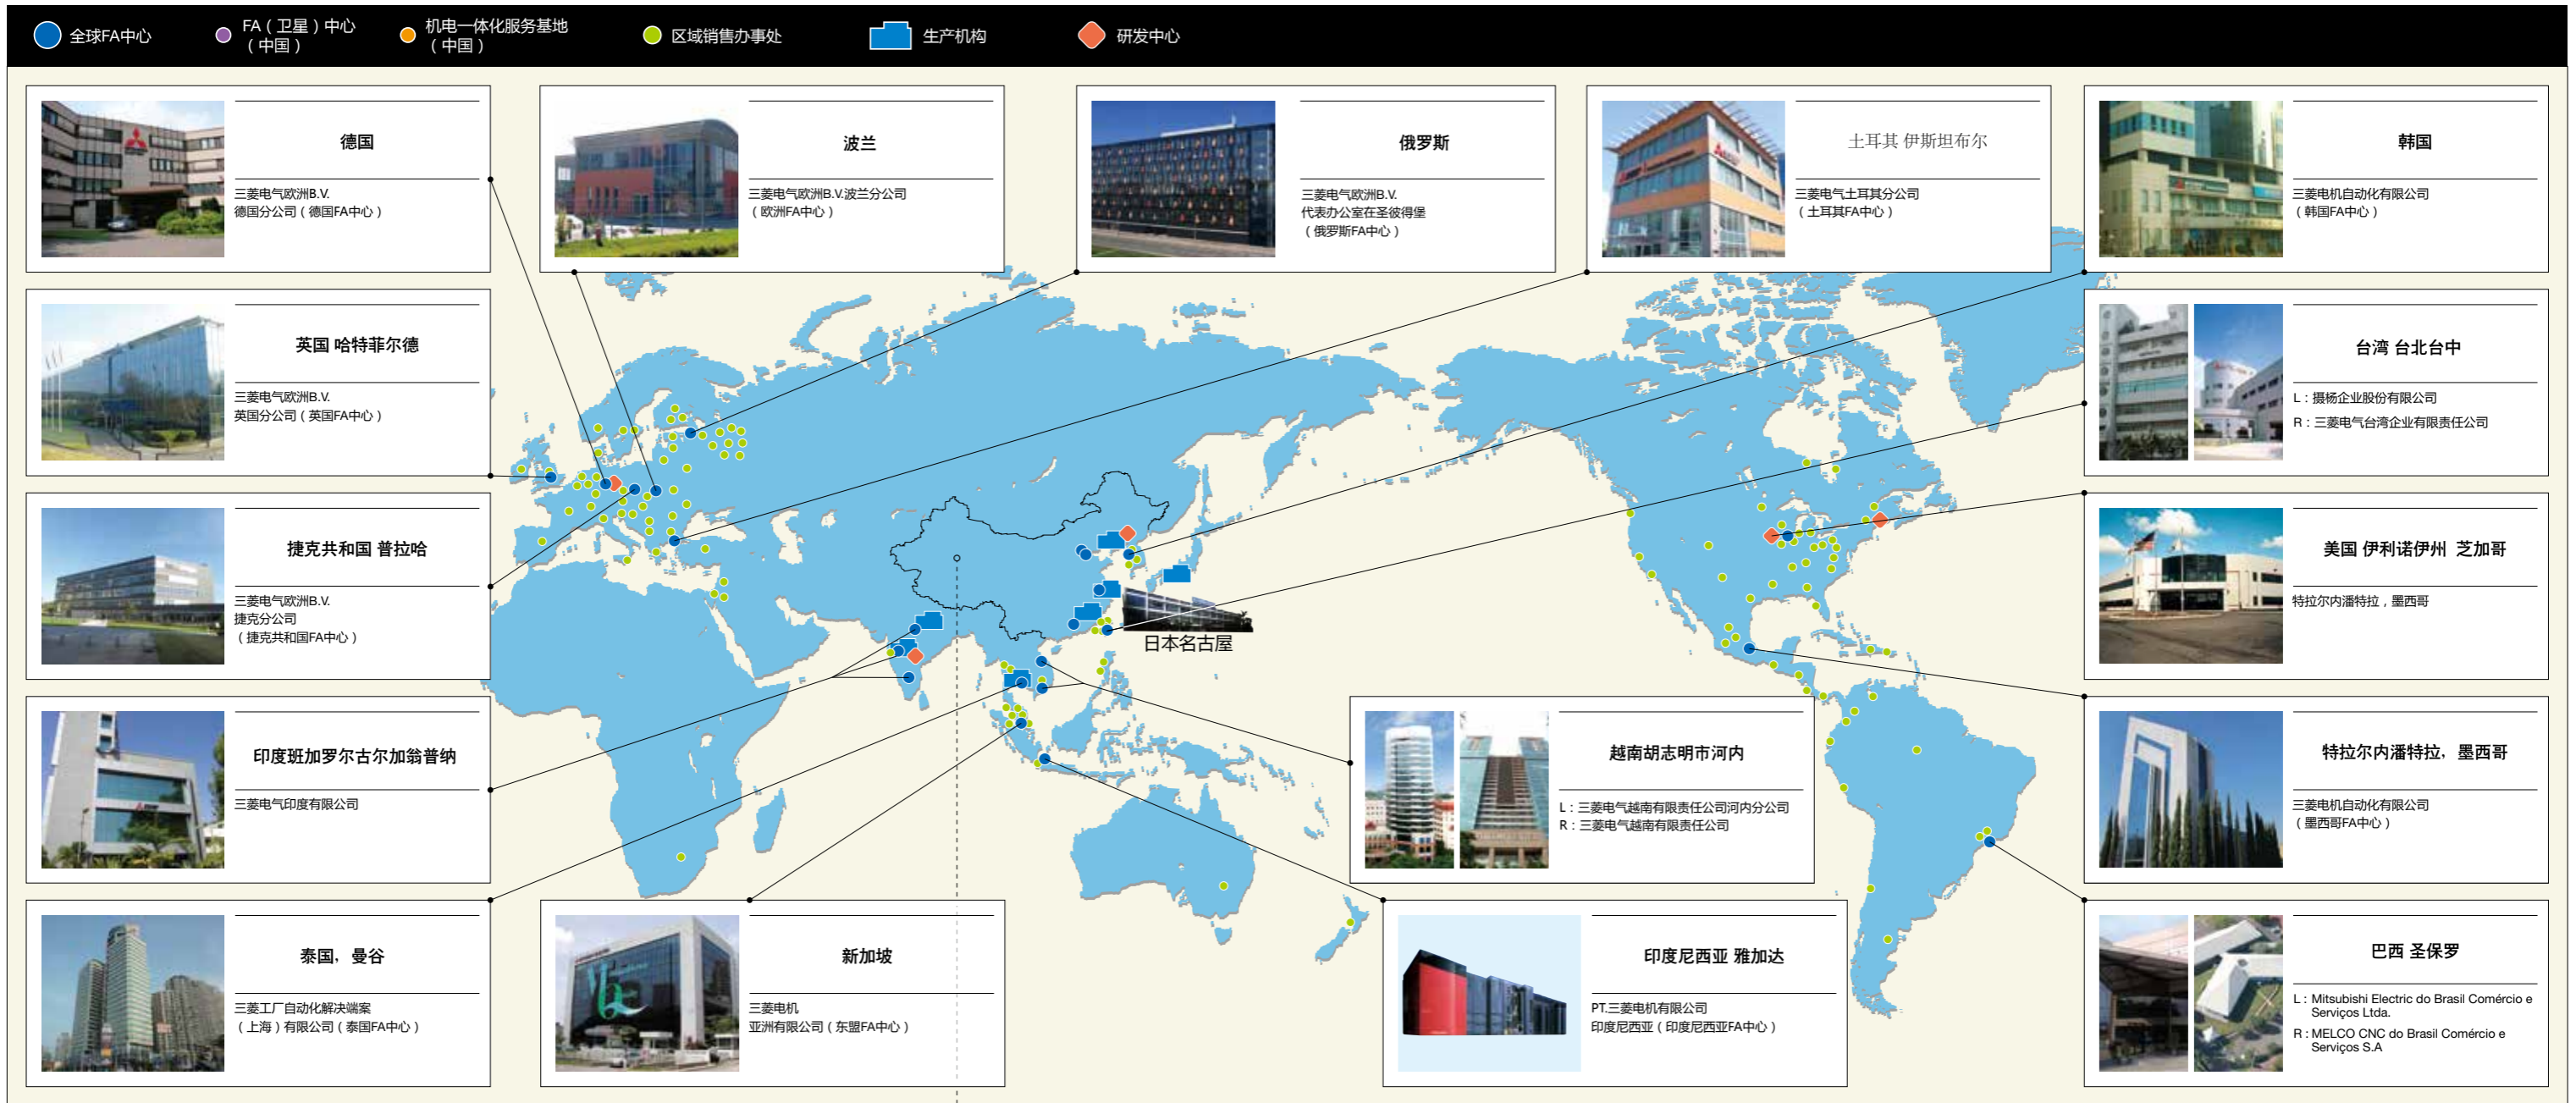 全球FA中心
FA（卫星）中心
（中国）
机电一体化服务基地
（中国）
区域销售办事处
生产机构
研发中心
德国
三菱电气欧洲B.V.
德国分公司（德国FA中心）
波兰
三菱电气欧洲B.V.波兰分公司
（欧洲FA中心）
俄罗斯
三菱电气欧洲B.V.
代表办公室在圣彼得堡
（俄罗斯FA中心）
土耳其 伊斯坦布尔
三菱电气土耳其分公司
（土耳其FA中心）
韩国
三菱电机自动化有限公司
（韩国FA中心）
英国 哈特菲尔德
三菱电气欧洲B.V.
英国分公司（英国FA中心）
台湾 台北台中
L：摄杨企业股份有限公司
R：三菱电气台湾企业有限责任公司
捷克共和国 普拉哈
三菱电气欧洲B.V.
捷克分公司
（捷克共和国FA中心）
美国 伊利诺伊州 芝加哥
特拉尔内潘特拉，墨西哥
日本名古屋
印度班加罗尔古尔加翁普纳
三菱电气印度有限公司
越南胡志明市河内
L：三菱电气越南有限责任公司河内分公司
R：三菱电气越南有限责任公司
特拉尔内潘特拉，墨西哥
三菱电机自动化有限公司
（墨西哥FA中心）
泰国，曼谷
三菱工厂自动化解决端案
（上海）有限公司（泰国FA中心）
新加坡
三菱电机
亚洲有限公司（东盟FA中心）
印度尼西亚 雅加达
PT.三菱电机有限公司
印度尼西亚（印度尼西亚FA中心）
巴西 圣保罗
L：Mitsubishi Electric do Brasil Comércio e
Serviços Ltda.
R：MELCO CNC do Brasil Comércio e
Serviços S.A